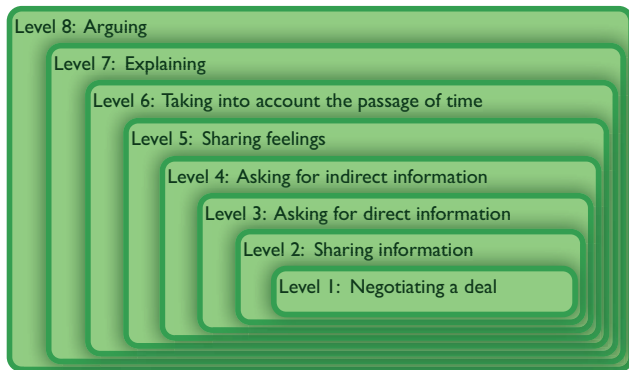 Level 8: Arguing
Level 7: Explaining
Level 6: Taking into account the passage of time
Level 5: Sharing feelings
Level 4: Asking for indirect information
Level 3: Asking for direct information
Level 2: Sharing information
Level 1: Negotiating a deal